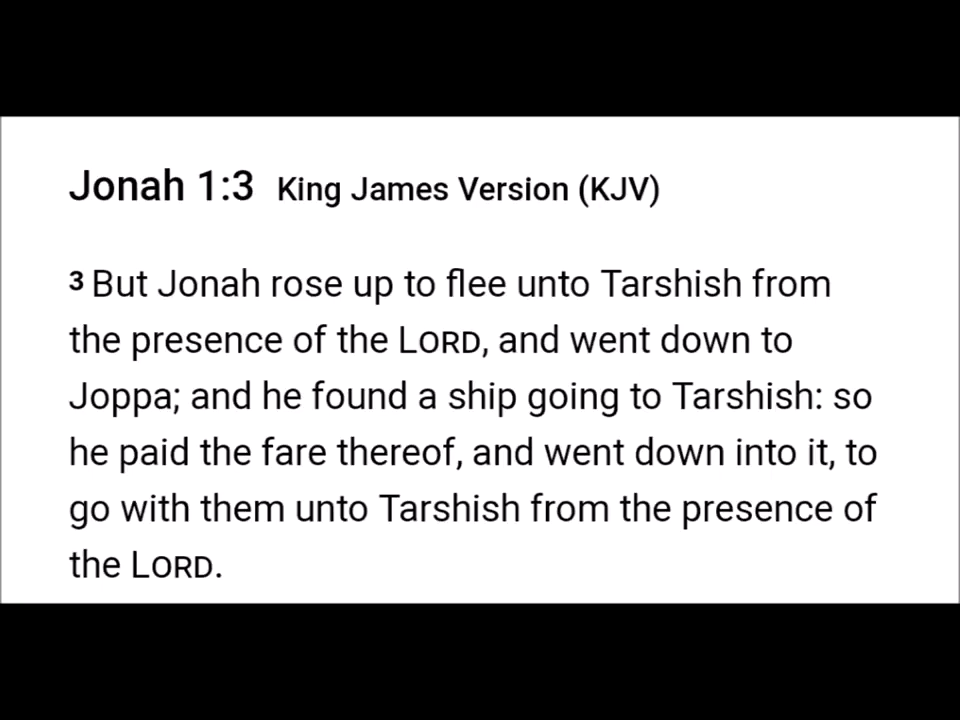 Jonah 1:3 King James Version (KJV)
3 But Jonah rose up to flee unto Tarshish from
the presence of the LORD, and went down to
Joppa; and he found a ship going to Tarshish: so
he paid the fare thereof, and went down into it, to
go with them unto Tarshish from the presence of
the LORD.